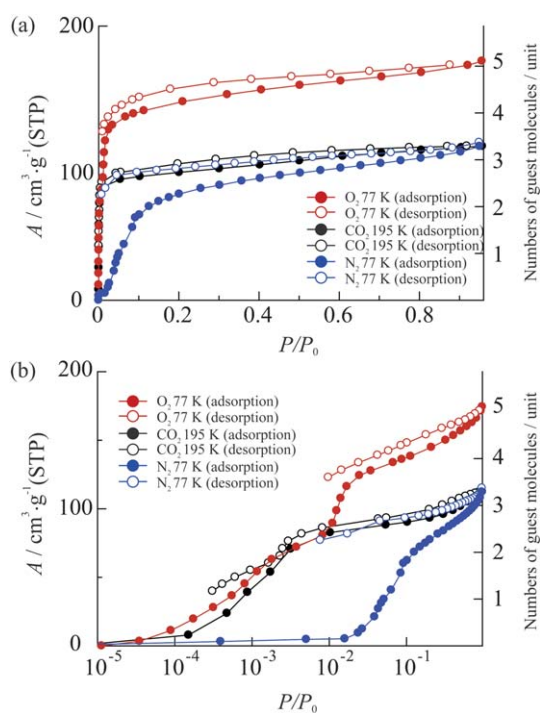 (a)
200
100
0
A / cm³·g⁻¹(STP)
5
4
3
2
1
Numbers of guest molecules / unit
O₂ 77 K (adsorption)
O₂ 77 K (desorption)
CO₂ 195 K (adsorption)
CO₂ 195 K (desorption)
N₂ 77 K (adsorption)
N₂ 77 K (desorption)
0 0.2 0.4 0.6 0.8
P/P₀
(b)
200
100
0
A / cm³·g⁻¹(STP)
O₂ 77 K (adsorption)
O₂ 77 K (desorption)
CO₂ 195 K (adsorption)
CO₂ 195 K (desorption)
N₂ 77 K (adsorption)
N₂ 77 K (desorption)
5
4
3
2
1
Numbers of guest molecules / unit
10⁻⁵ 10⁻⁴ 10⁻³ 10⁻² 10⁻¹
P/P₀